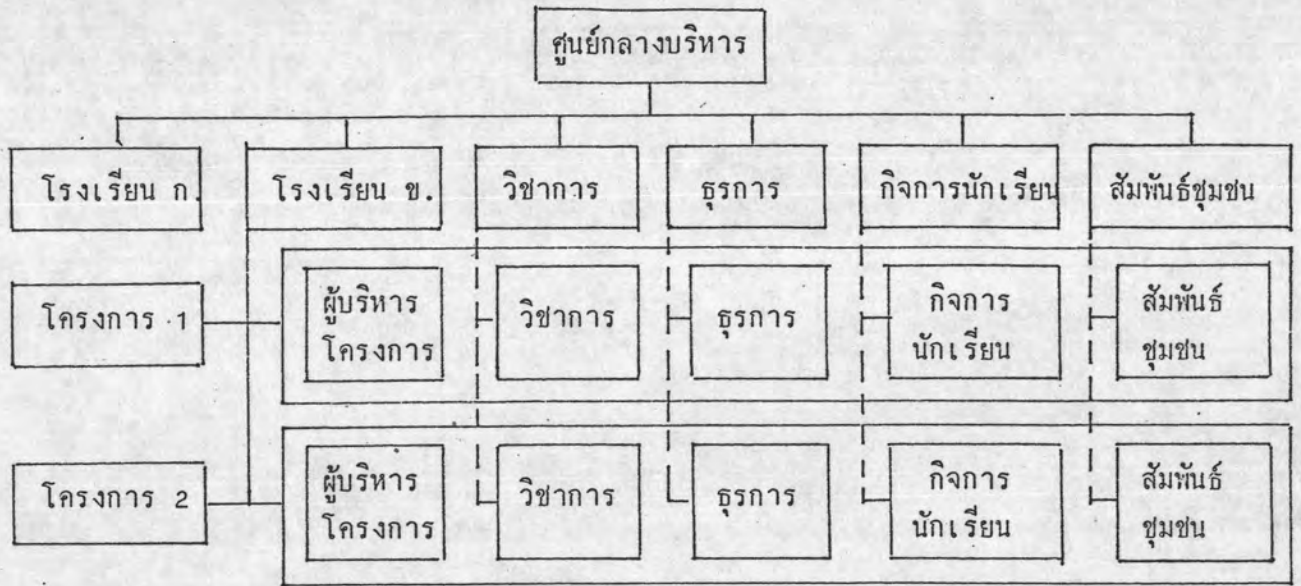 ศูนย์กลางบริหาร
โรงเรียน ก
โรงเรียน ข.
วิชาการ
ธุรการ
กิจการนักเรียน
สัมพันธ์ชุมชน
โครงการ 1
ผู้บริหาร
โครงการ
วิชาการ
ธุรการ
กิจการ
นักเรียน
สัมพันธ์
ชุมชน
โครงการ 2
ผู้บริหาร
โครงการ
วิชาการ
ธุรการ
กิจการ
นักเรียน
สัมพันธ์
ชุมชน